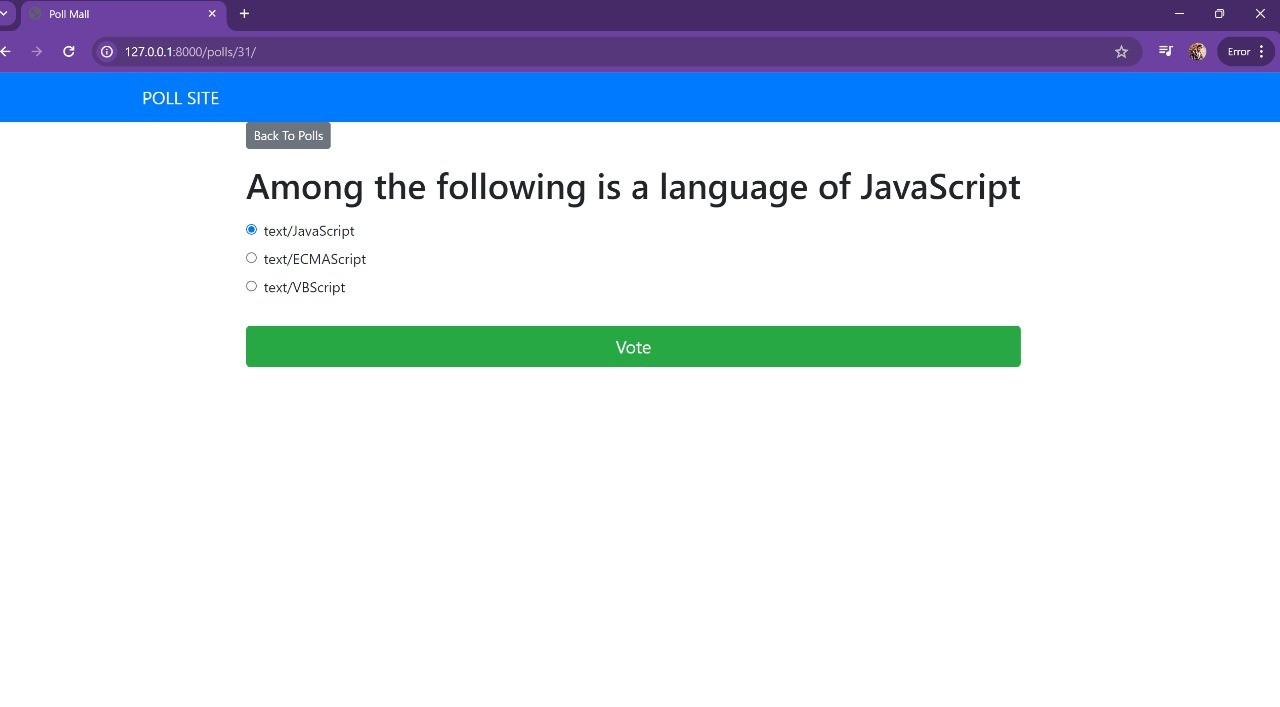 Poll Mall
127.0.0.1:8000/polls/31/
Error
POLL SITE
Back To Polls
Among the following is a language of JavaScript
text/JavaScript
text/ECMAScript
text/VBScript
Vote